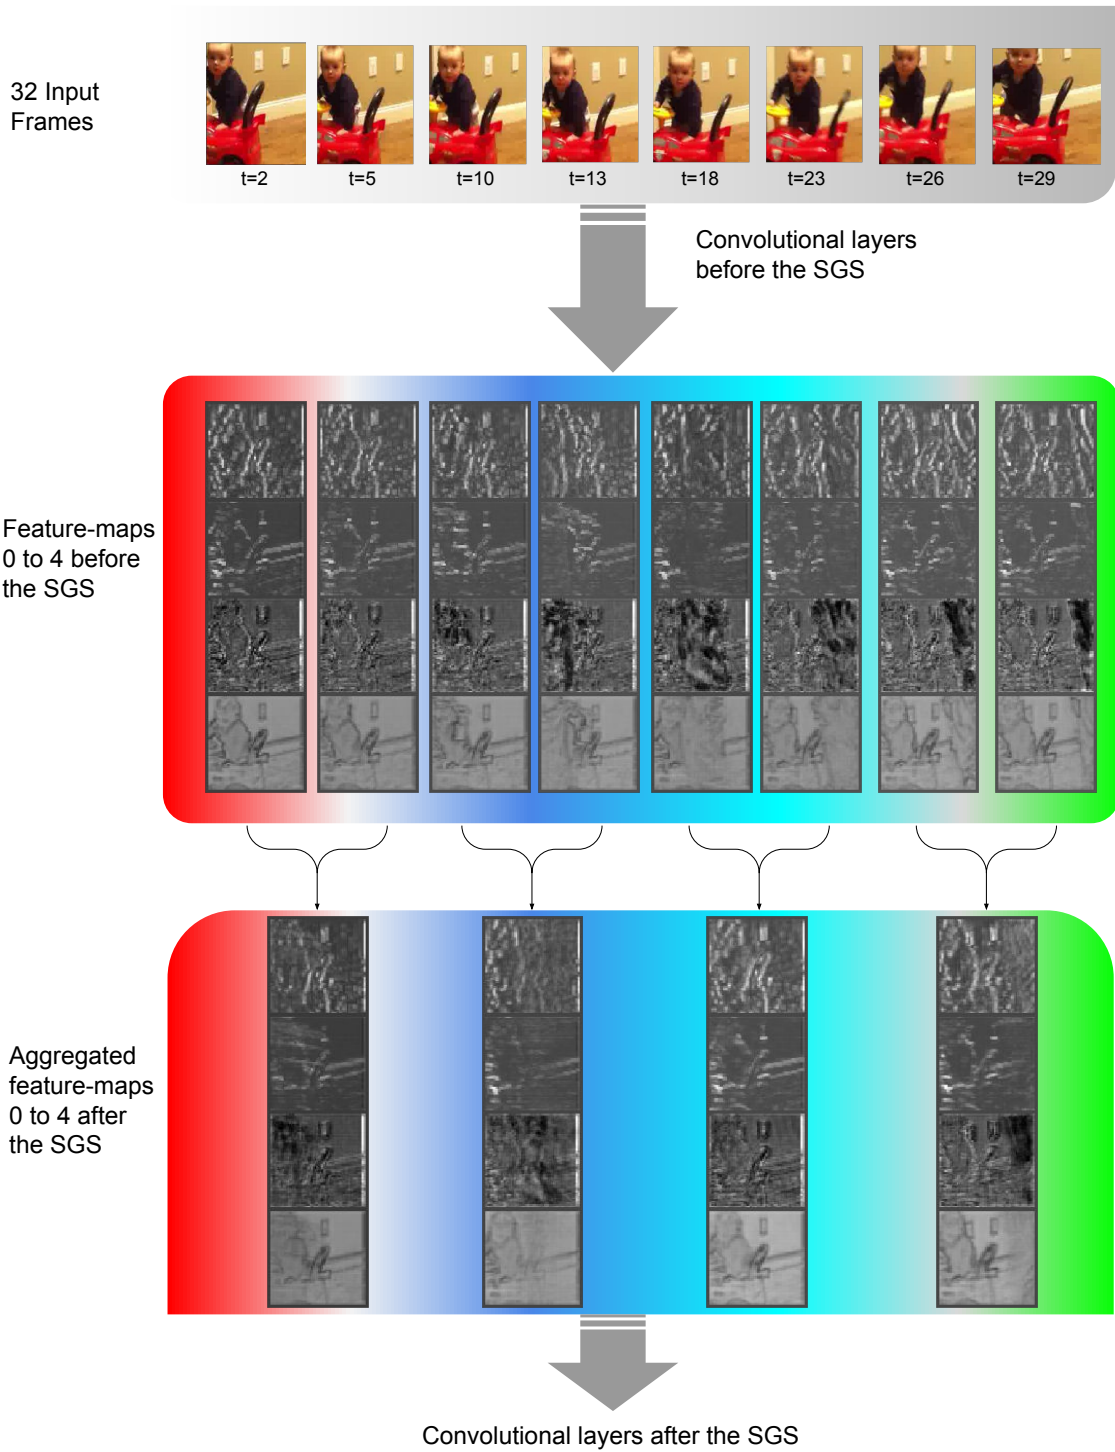 32 Input
Frames
t=2
t=5
t=10
t=13
t=18
t=23
t=26
t=29
Convolutional layers
before the SGS
Feature-maps
0 to 4 before
the SGS
Aggregated
feature-maps
0 to 4 after
the SGS
Convolutional layers after the SGS